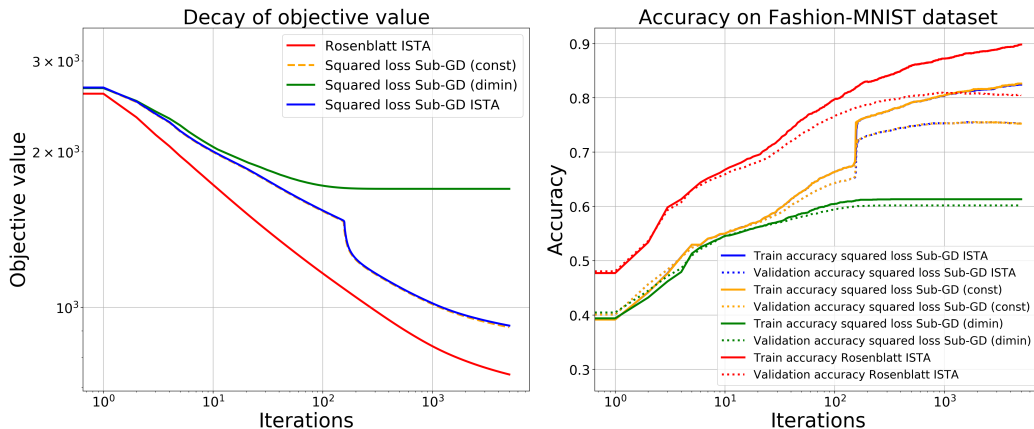 Decay of objective value
Objective value
3 × 10³
2 × 10³
10³
Rosenblatt ISTA
Squared loss Sub-GD (const)
Squared loss Sub-GD (dimin)
Squared loss Sub-GD ISTA
10⁰
10¹
10²
10³
Iterations
Accuracy on Fashion-MNIST dataset
Accuracy
0.9
0.8
0.7
0.6
0.5
0.4
0.3
Train accuracy squared loss Sub-GD ISTA
Validation accuracy squared loss Sub-GD ISTA
Train accuracy squared loss Sub-GD (const)
Validation accuracy squared loss Sub-GD (const)
Train accuracy squared loss Sub-GD (dimin)
Validation accuracy squared loss Sub-GD (dimin)
Train accuracy Rosenblatt ISTA
Validation accuracy Rosenblatt ISTA
10⁰
10¹
10²
10³
Iterations